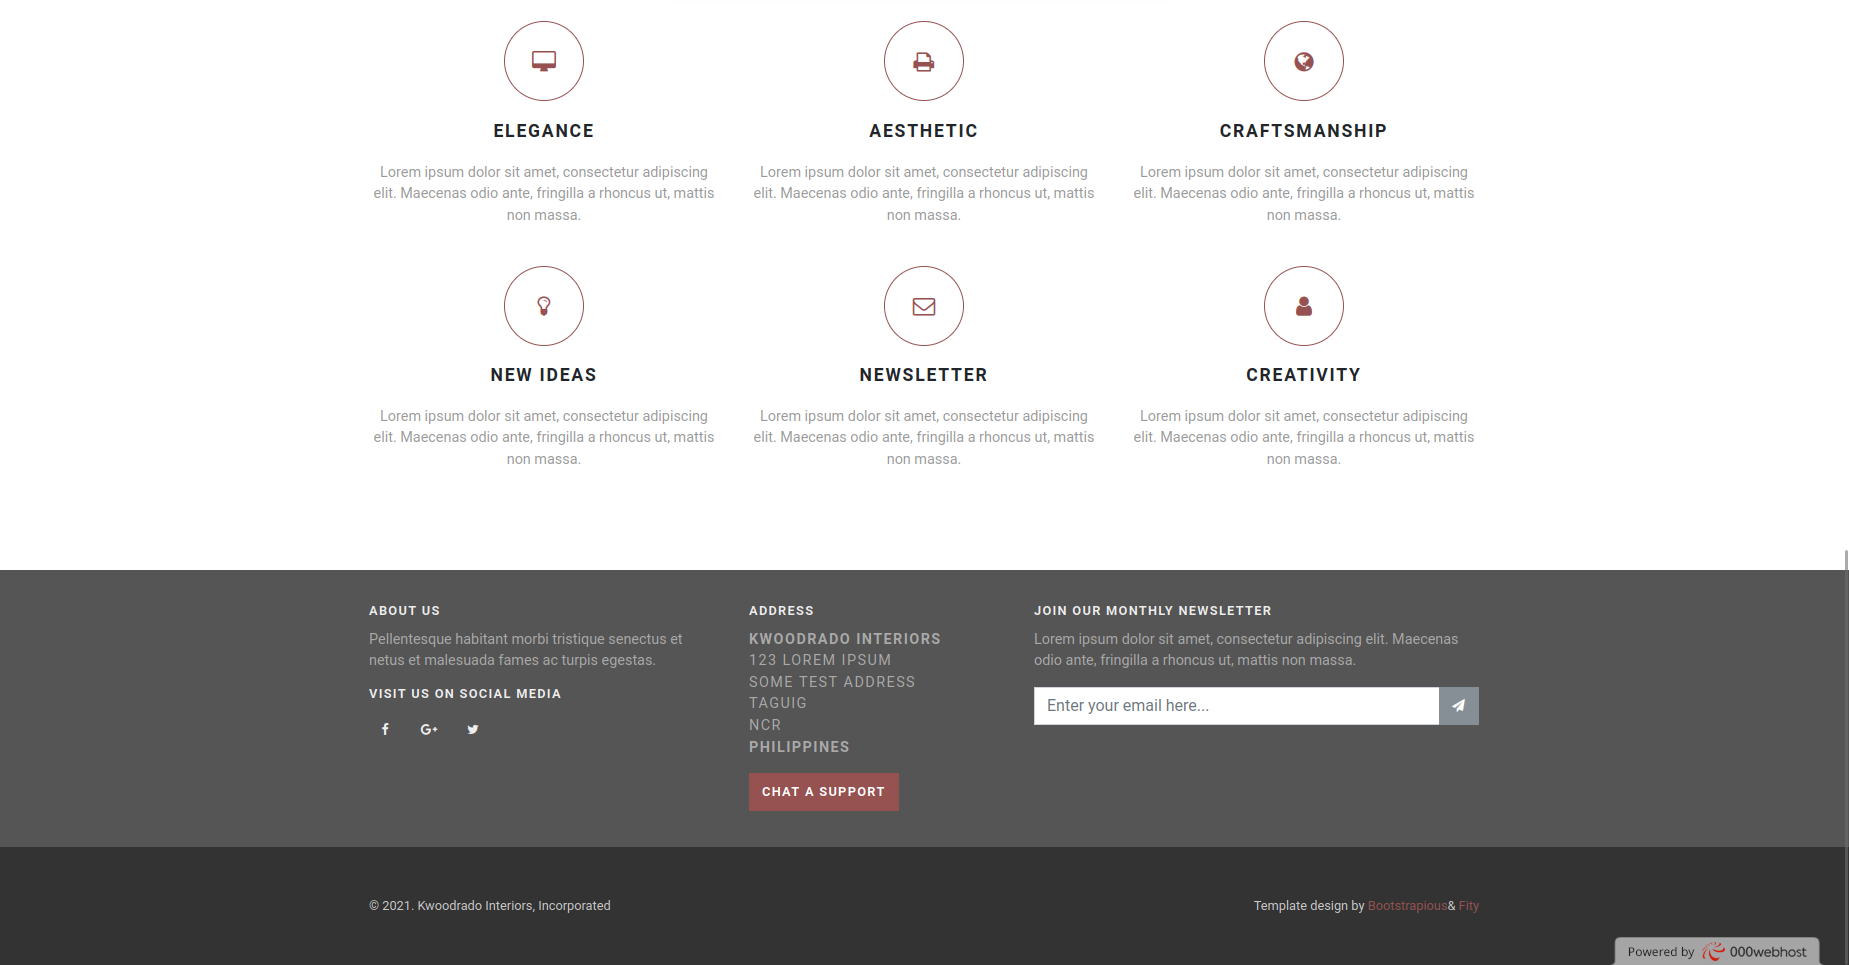 ELEGANCE
Lorem ipsum dolor sit amet, consectetur adipiscing
elit. Maecenas odio ante, fringilla a rhoncus ut, mattis
non massa.
AESTHETIC
Lorem ipsum dolor sit amet, consectetur adipiscing
elit. Maecenas odio ante, fringilla a rhoncus ut, mattis
non massa.
CRAFTSMANSHIP
Lorem ipsum dolor sit amet, consectetur adipiscing
elit. Maecenas odio ante, fringilla a rhoncus ut, mattis
non massa.
NEW IDEAS
Lorem ipsum dolor sit amet, consectetur adipiscing
elit. Maecenas odio ante, fringilla a rhoncus ut, mattis
non massa.
NEWSLETTER
Lorem ipsum dolor sit amet, consectetur adipiscing
elit. Maecenas odio ante, fringilla a rhoncus ut, mattis
non massa.
CREATIVITY
Lorem ipsum dolor sit amet, consectetur adipiscing
elit. Maecenas odio ante, fringilla a rhoncus ut, mattis
non massa.
ABOUT US
Pellentesque habitant morbi tristique senectus et
netus et malesuada fames ac turpis egestas.
VISIT US ON SOCIAL MEDIA
G+
ADDRESS
KWOODRADO INTERIORS
123 LOREM IPSUM
SOME TEST ADDRESS
TAGUIG
NCR
PHILIPPINES
CHAT A SUPPORT
JOIN OUR MONTHLY NEWSLETTER
Lorem ipsum dolor sit amet, consectetur adipiscing elit. Maecenas
odio ante, fringilla a rhoncus ut, mattis non massa.
Enter your email here...
© 2021. Kwoodrado Interiors, Incorporated
Template design by Bootstrapious& Fity
Powered by 000webhost